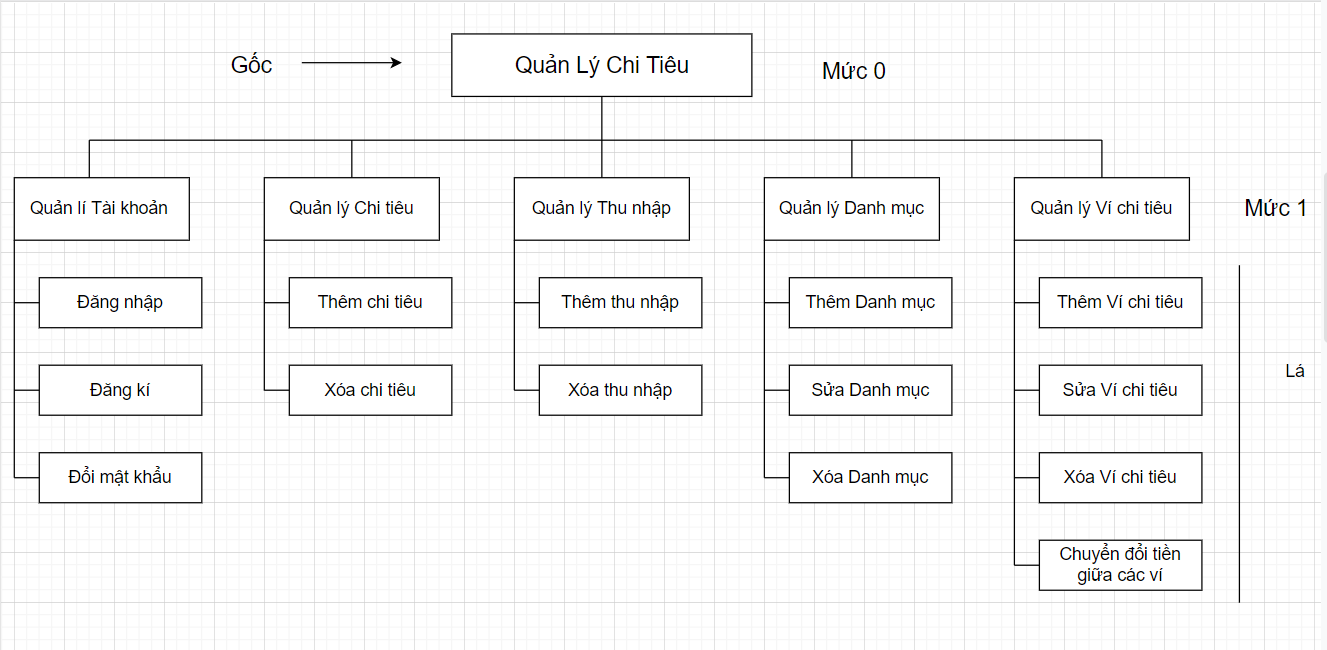 Gốc
Quản Lý Chi Tiêu
Mức 0
Quản lí Tài khoản
Quản lý Chi tiêu
Quản lý Thu nhập
Quản lý Danh mục
Quản lý Ví chi tiêu
Mức 1
Đăng nhập
Thêm chi tiêu
Thêm thu nhập
Thêm Danh mục
Thêm Ví chi tiêu
Lá
Đăng kí
Xóa chi tiêu
Xóa thu nhập
Sửa Danh mục
Sửa Ví chi tiêu
Đổi mật khẩu
Xóa Danh mục
Xóa Ví chi tiêu
Chuyển đổi tiền
giữa các ví